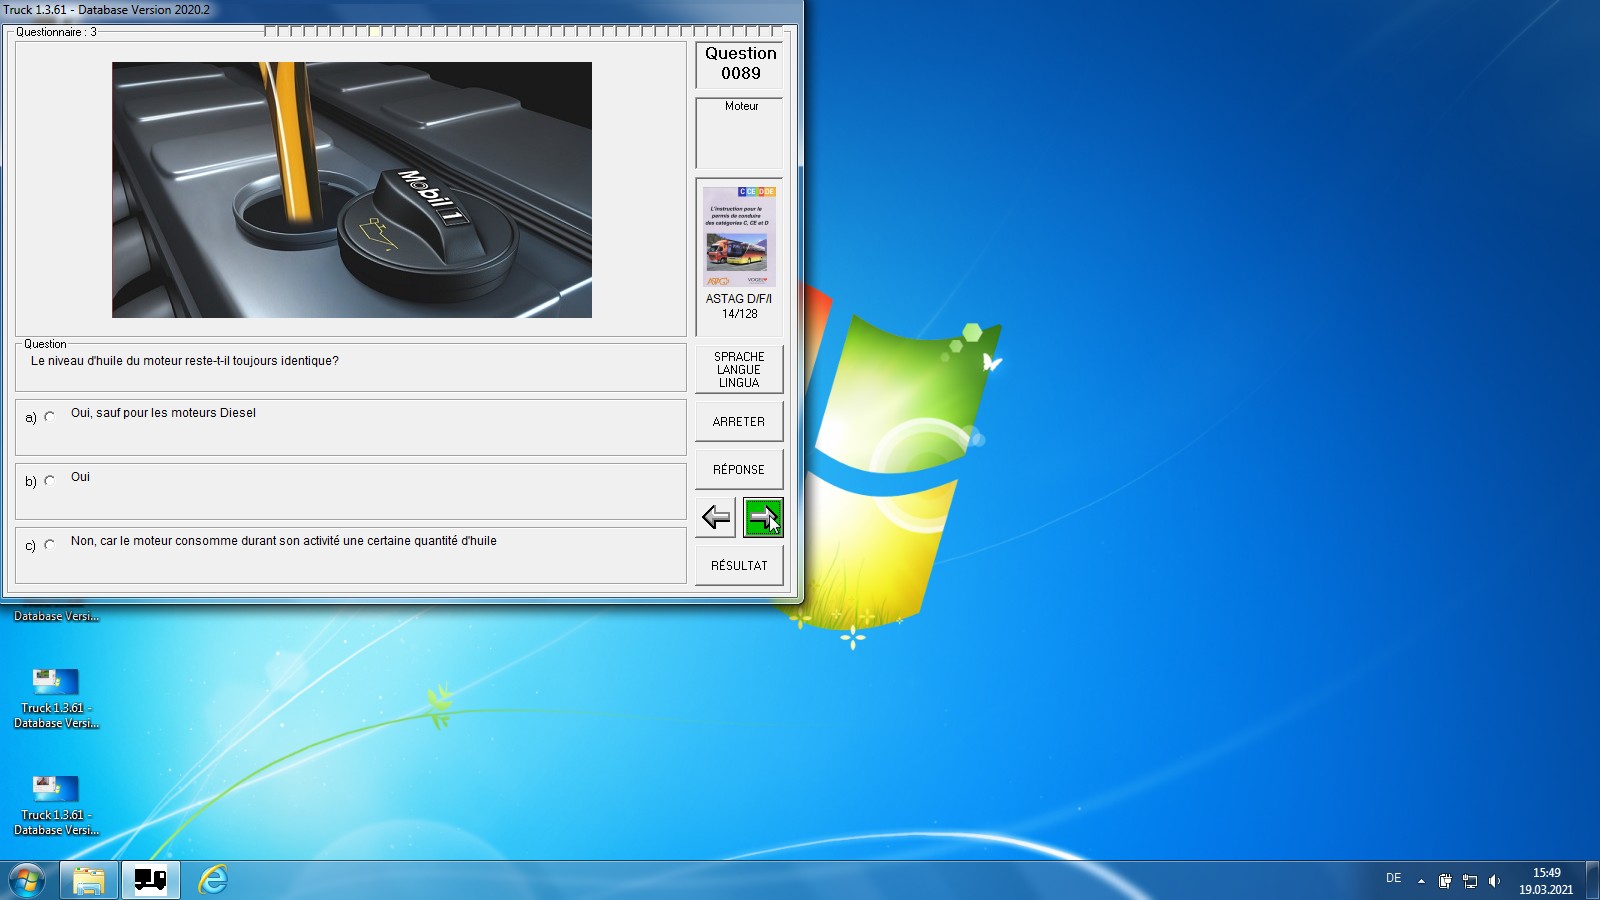 Truck 1.3.61 - Database Version 2020.2
Questionnaire : 3
Question
0089
Moteur
Mobil 1
C CE D DE
L'instruction pour le
permis de conduire
des catégories C, CE et D
ASTAG D/F/I
14/128
Question
Le niveau d'huile du moteur reste-t-il toujours identique?
a)
Oui, sauf pour les moteurs Diesel
b)
Oui
c)
Non, car le moteur consomme durant son activité une certaine quantité d'huile
SPRACHE
LANGUE
LINGUA
ARRETER
RÉPONSE
RÉSULTAT
Database Versi...
Truck 1.3.61 -
Database Versi...
Truck 1.3.61 -
Database Versi...
DE
15:49
19.03.2021